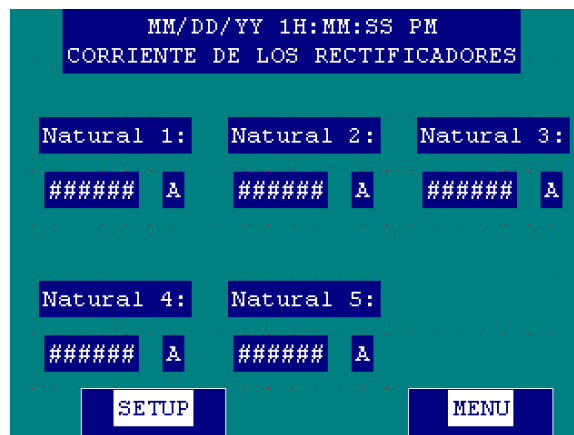 MM/DD/YY 1H:MM:SS PM
CORRIENTE DE LOS RECTIFICADORES
Natural 1: Natural 2: Natural 3:
###### A ###### A ###### A
Natural 4: Natural 5:
###### A ###### A
SETUP MENU